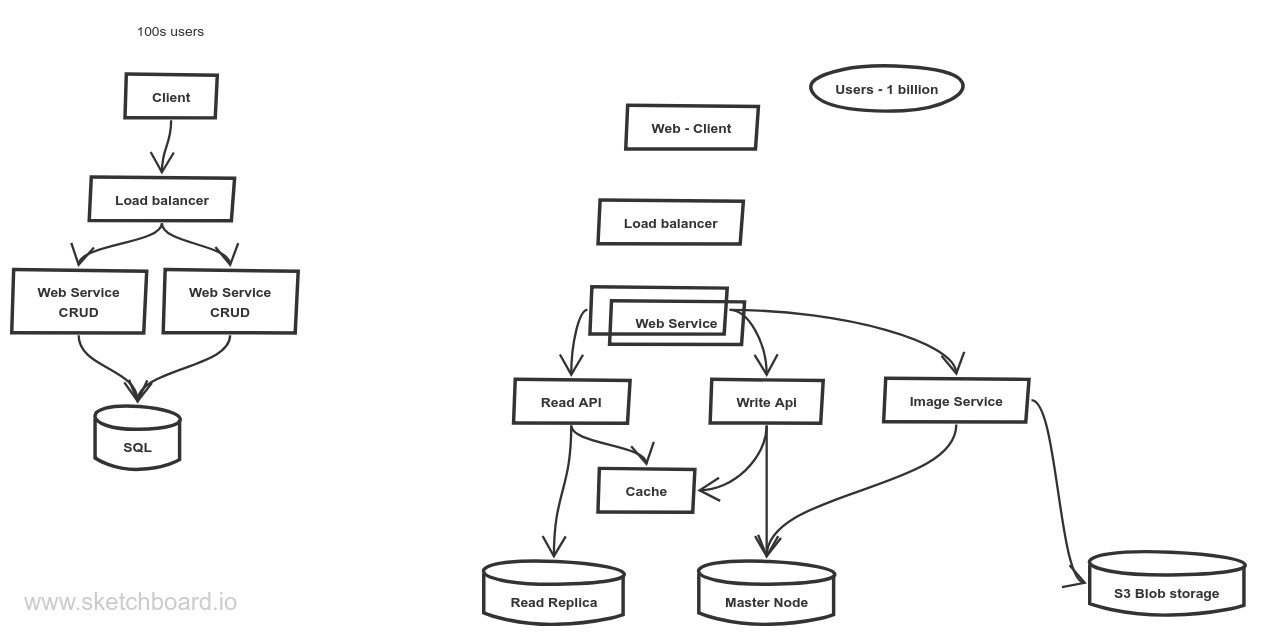 100s users
Client
Load balancer
Web Service
CRUD
Web Service
CRUD
SQL
Users - 1 billion
Web - Client
Load balancer
Web Service
Read API
Write Api
Image Service
Cache
Read Replica
Master Node
S3 Blob storage
www.sketchboard.io